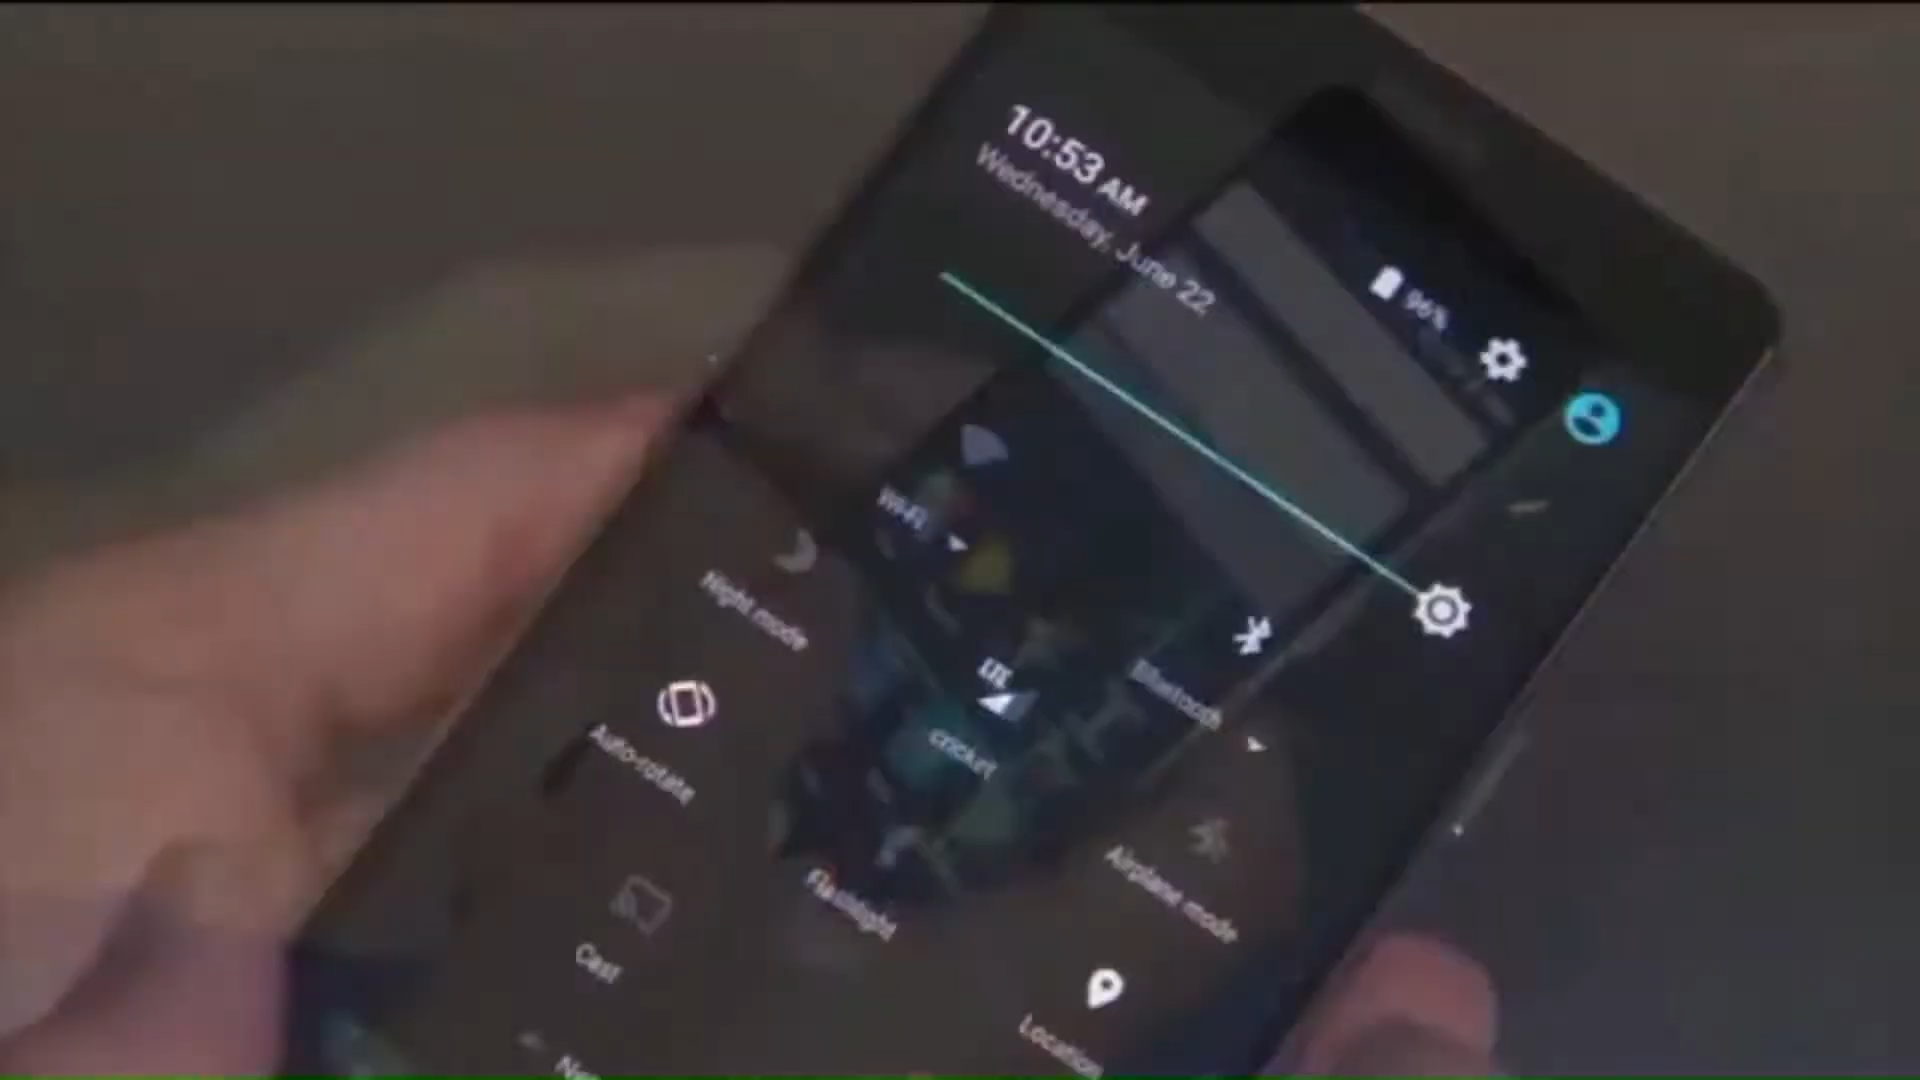 10:53 AM
Wednesday, June 22
96%
Wi-Fi
Bluetooth
LTE
cricket
Night mode
Auto-rotate
Flashlight
Airplane mode
Cast
Location